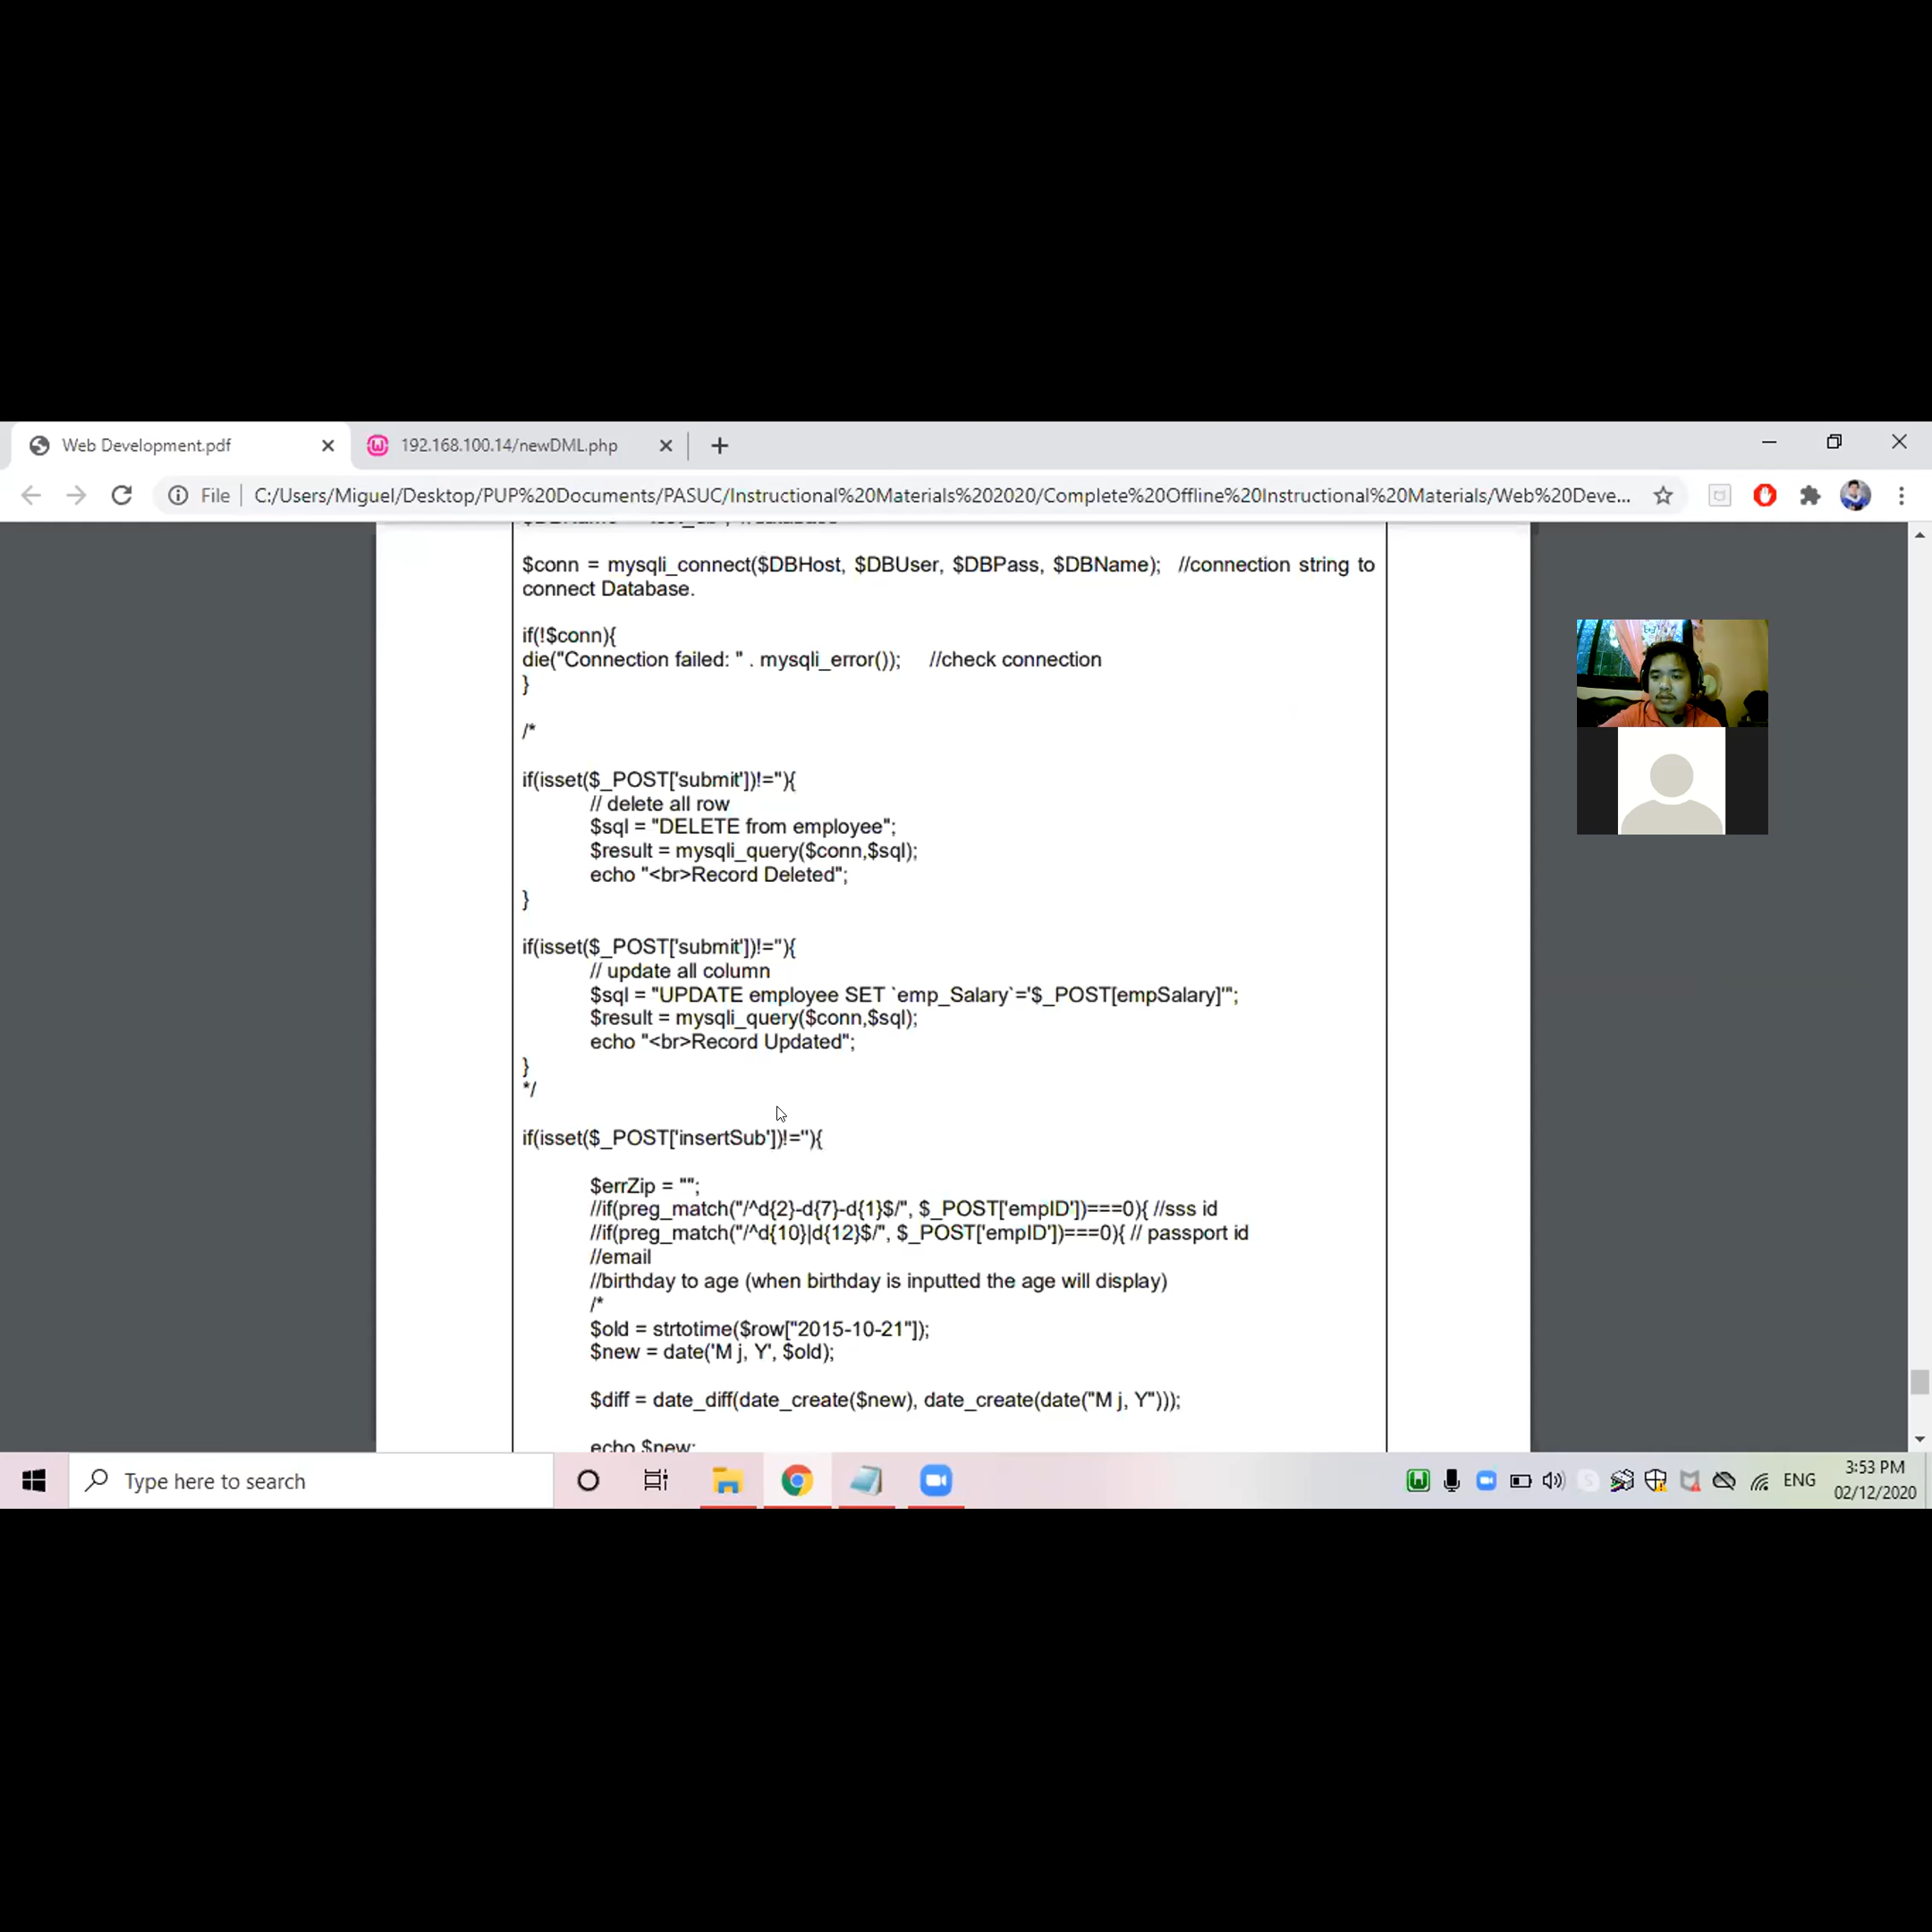 Web Development.pdf
192.168.100.14/newDML.php
File
C:/Users/Miguel/Desktop/PUP%20Documents/PASUC/Instructional%20Materials%202020/Complete%20Offline%20Instructional%20Materials/Web%20Deve...
$conn = mysqli_connect($DBHost, $DBUser, $DBPass, $DBName); //connection string to
connect Database.
if(!$conn){
die("Connection failed: " . mysqli_error()); //check connection
}
/*
if(isset($_POST['submit'])!=''){
// delete all row
$sql = "DELETE from employee";
$result = mysqli_query($conn,$sql);
echo "<br>Record Deleted";
}
if(isset($_POST['submit'])!=''){
// update all column
$sql = "UPDATE employee SET `emp_Salary`='$_POST[empSalary]'";
$result = mysqli_query($conn,$sql);
echo "<br>Record Updated";
}
*/
if(isset($_POST['insertSub'])!=''){
$errZip = "";
//if(preg_match("/^d{2}-d{7}-d{1}$/", $_POST['empID'])===0){ //sss id
//if(preg_match("/^d{10}|d{12}$/", $_POST['empID'])===0){ // passport id
//email
//birthday to age (when birthday is inputted the age will display)
/*
$old = strtotime($row["2015-10-21"]);
$new = date('M j, Y', $old);
$diff = date_diff(date_create($new), date_create(date("M j, Y")));
echo $new;
Type here to search
ENG
3:53 PM
02/12/2020